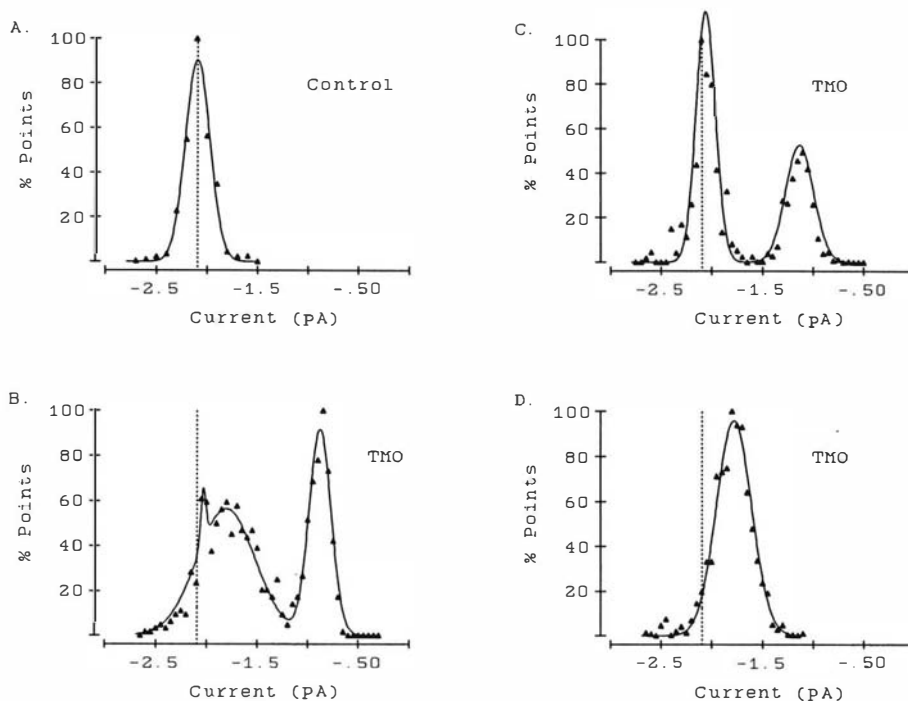 A.
100
80
60
40
20
% Points
Control
-2.5 -1.5 -.50
Current (pA)
C.
100
80
60
40
20
% Points
TMO
-2.5 -1.5 -.50
Current (pA)
B.
100
80
60
40
20
% Points
TMO
-2.5 -1.5 -.50
Current (pA)
D.
100
80
60
40
20
% Points
TMO
-2.5 -1.5 -.50
Current (pA)